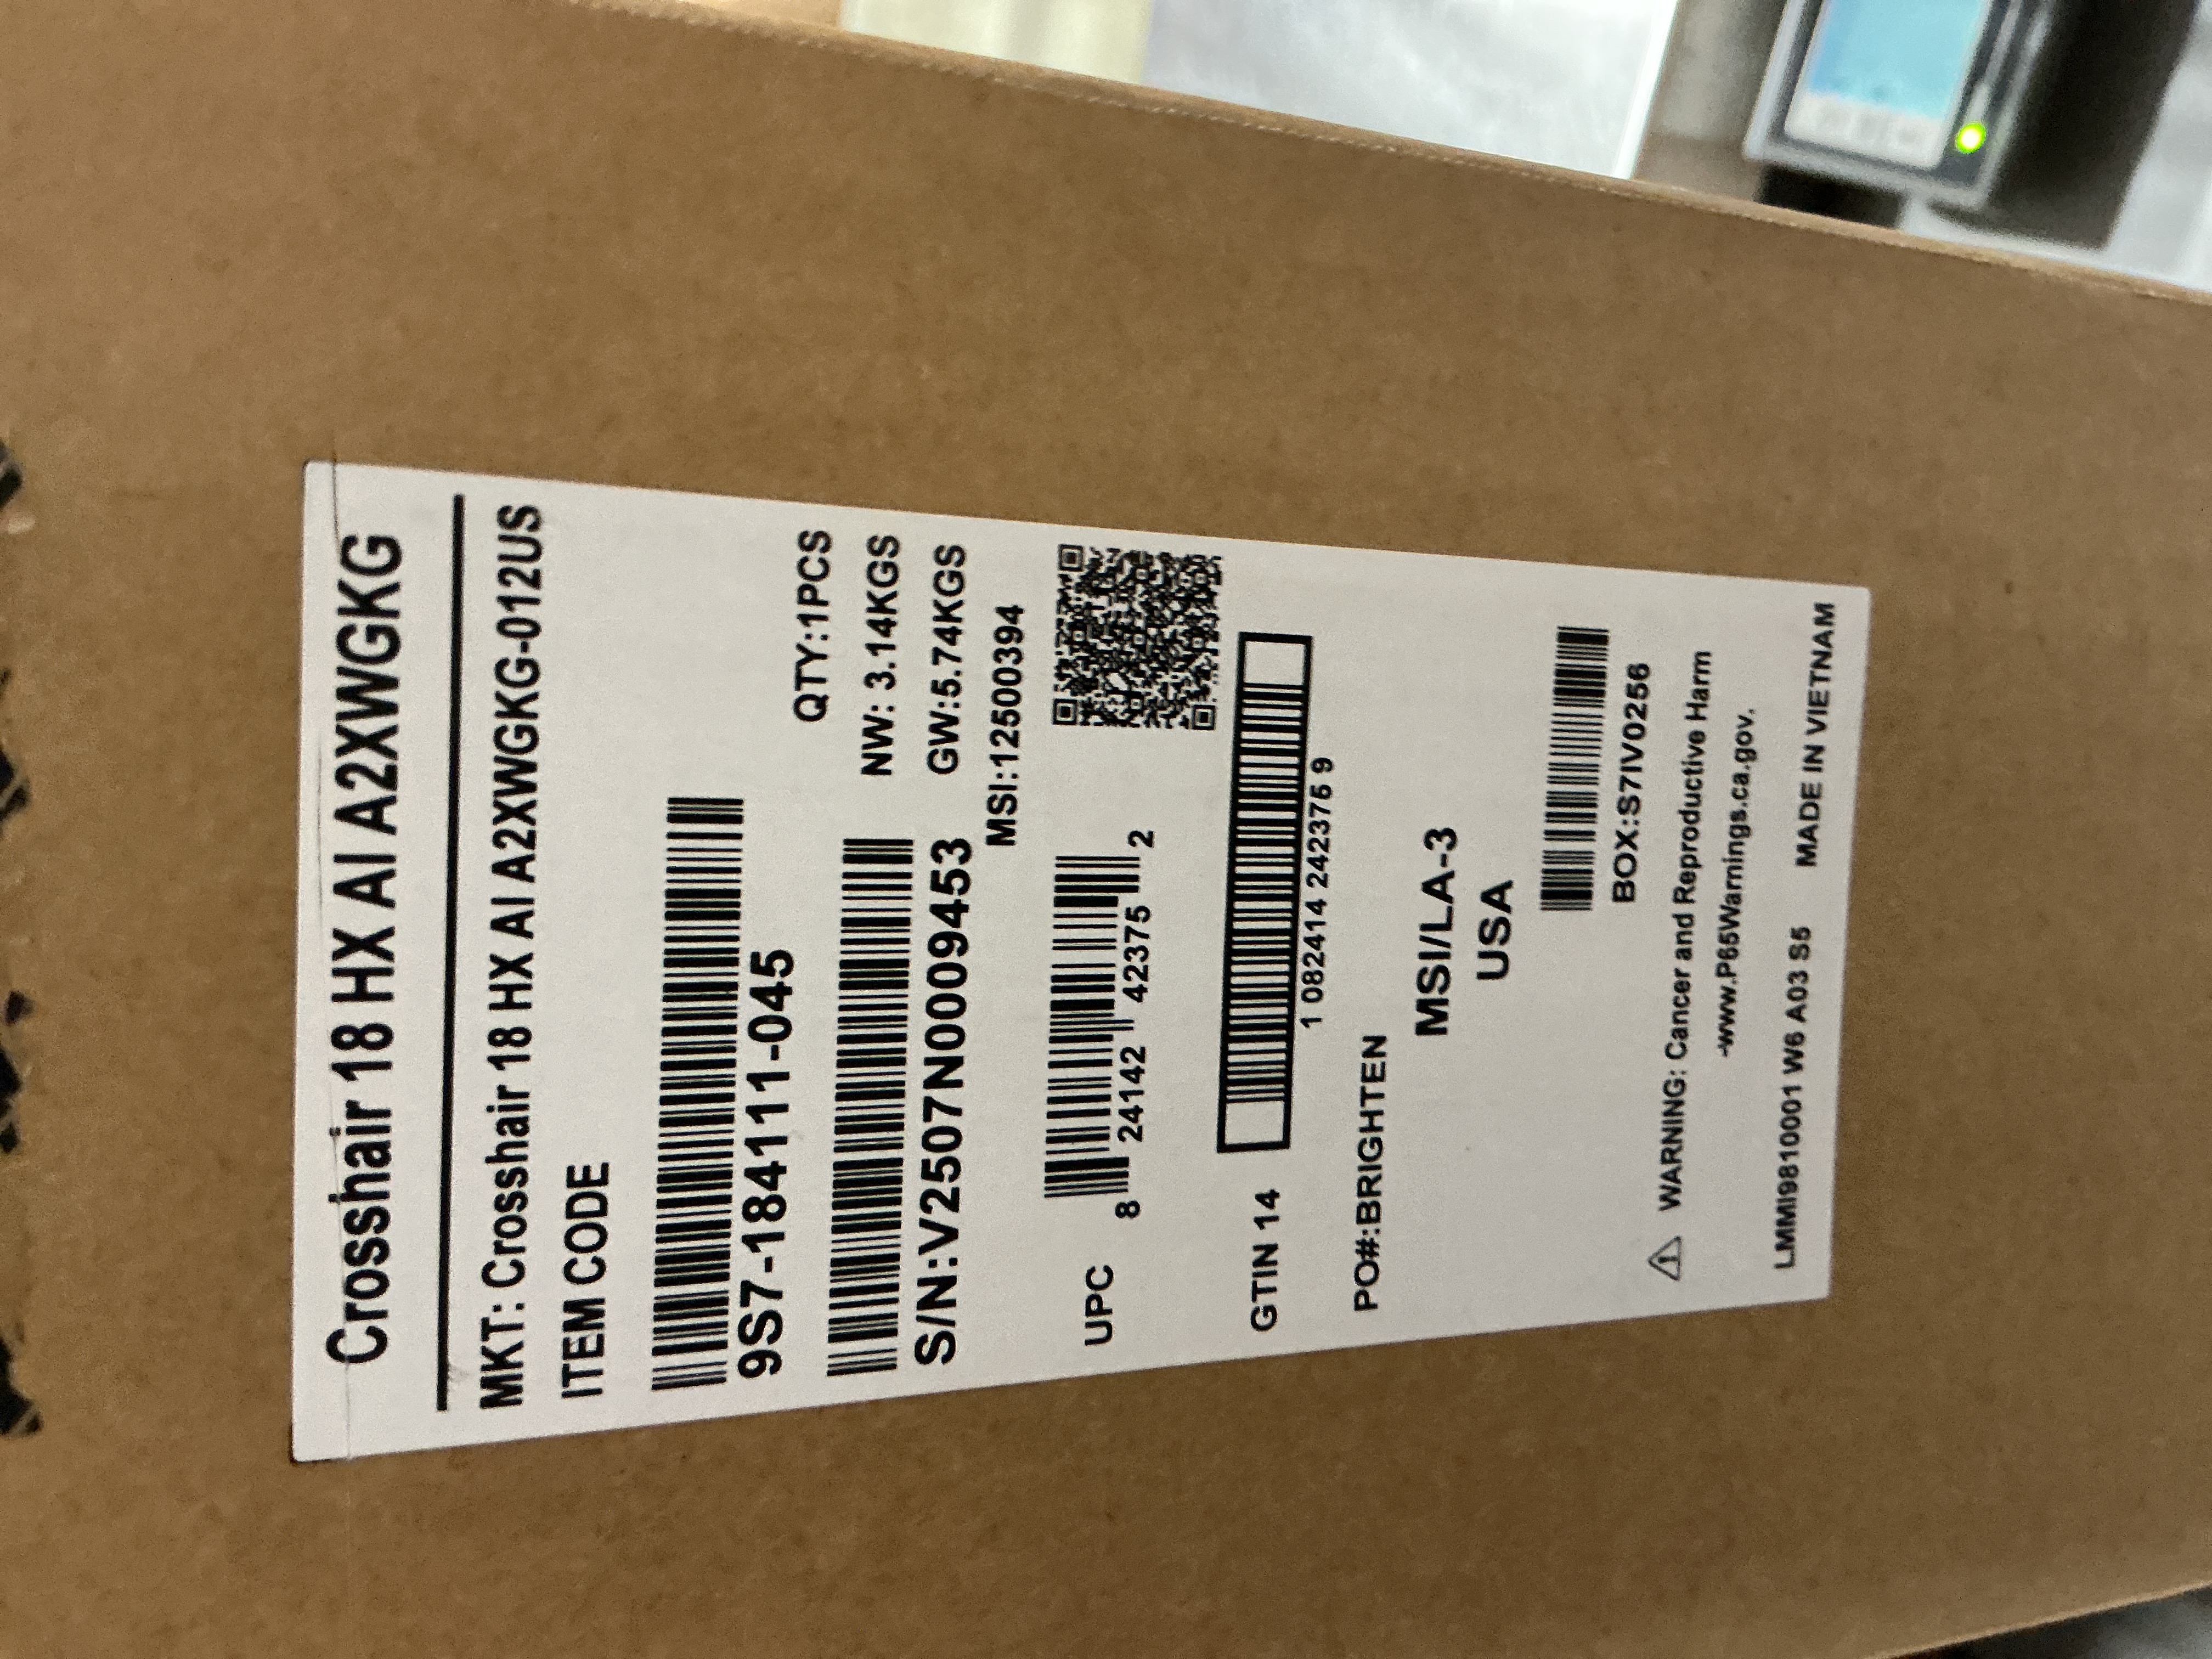 Crosshair 18 HX AI A2XWGKG
MKT: Crosshair 18 HX AI A2XWGKG-012US
ITEM CODE
9S7-18411-045
QTY:1PCS
S/N:V2507N0009453
NW: 3.14KGS
GW:5.74KGS
MSI:12500394
UPC 8 24142 42375 2
GTIN 14
1 082414 242375 9
PO#:BRIGHTEN
MSI/LA-3
USA
BOX:S7IV0256
WARNING: Cancer and Reproductive Harm
-www.P65Warnings.ca.gov.
LMMI9810001 W6 A03 S5 MADE IN VIETNAM